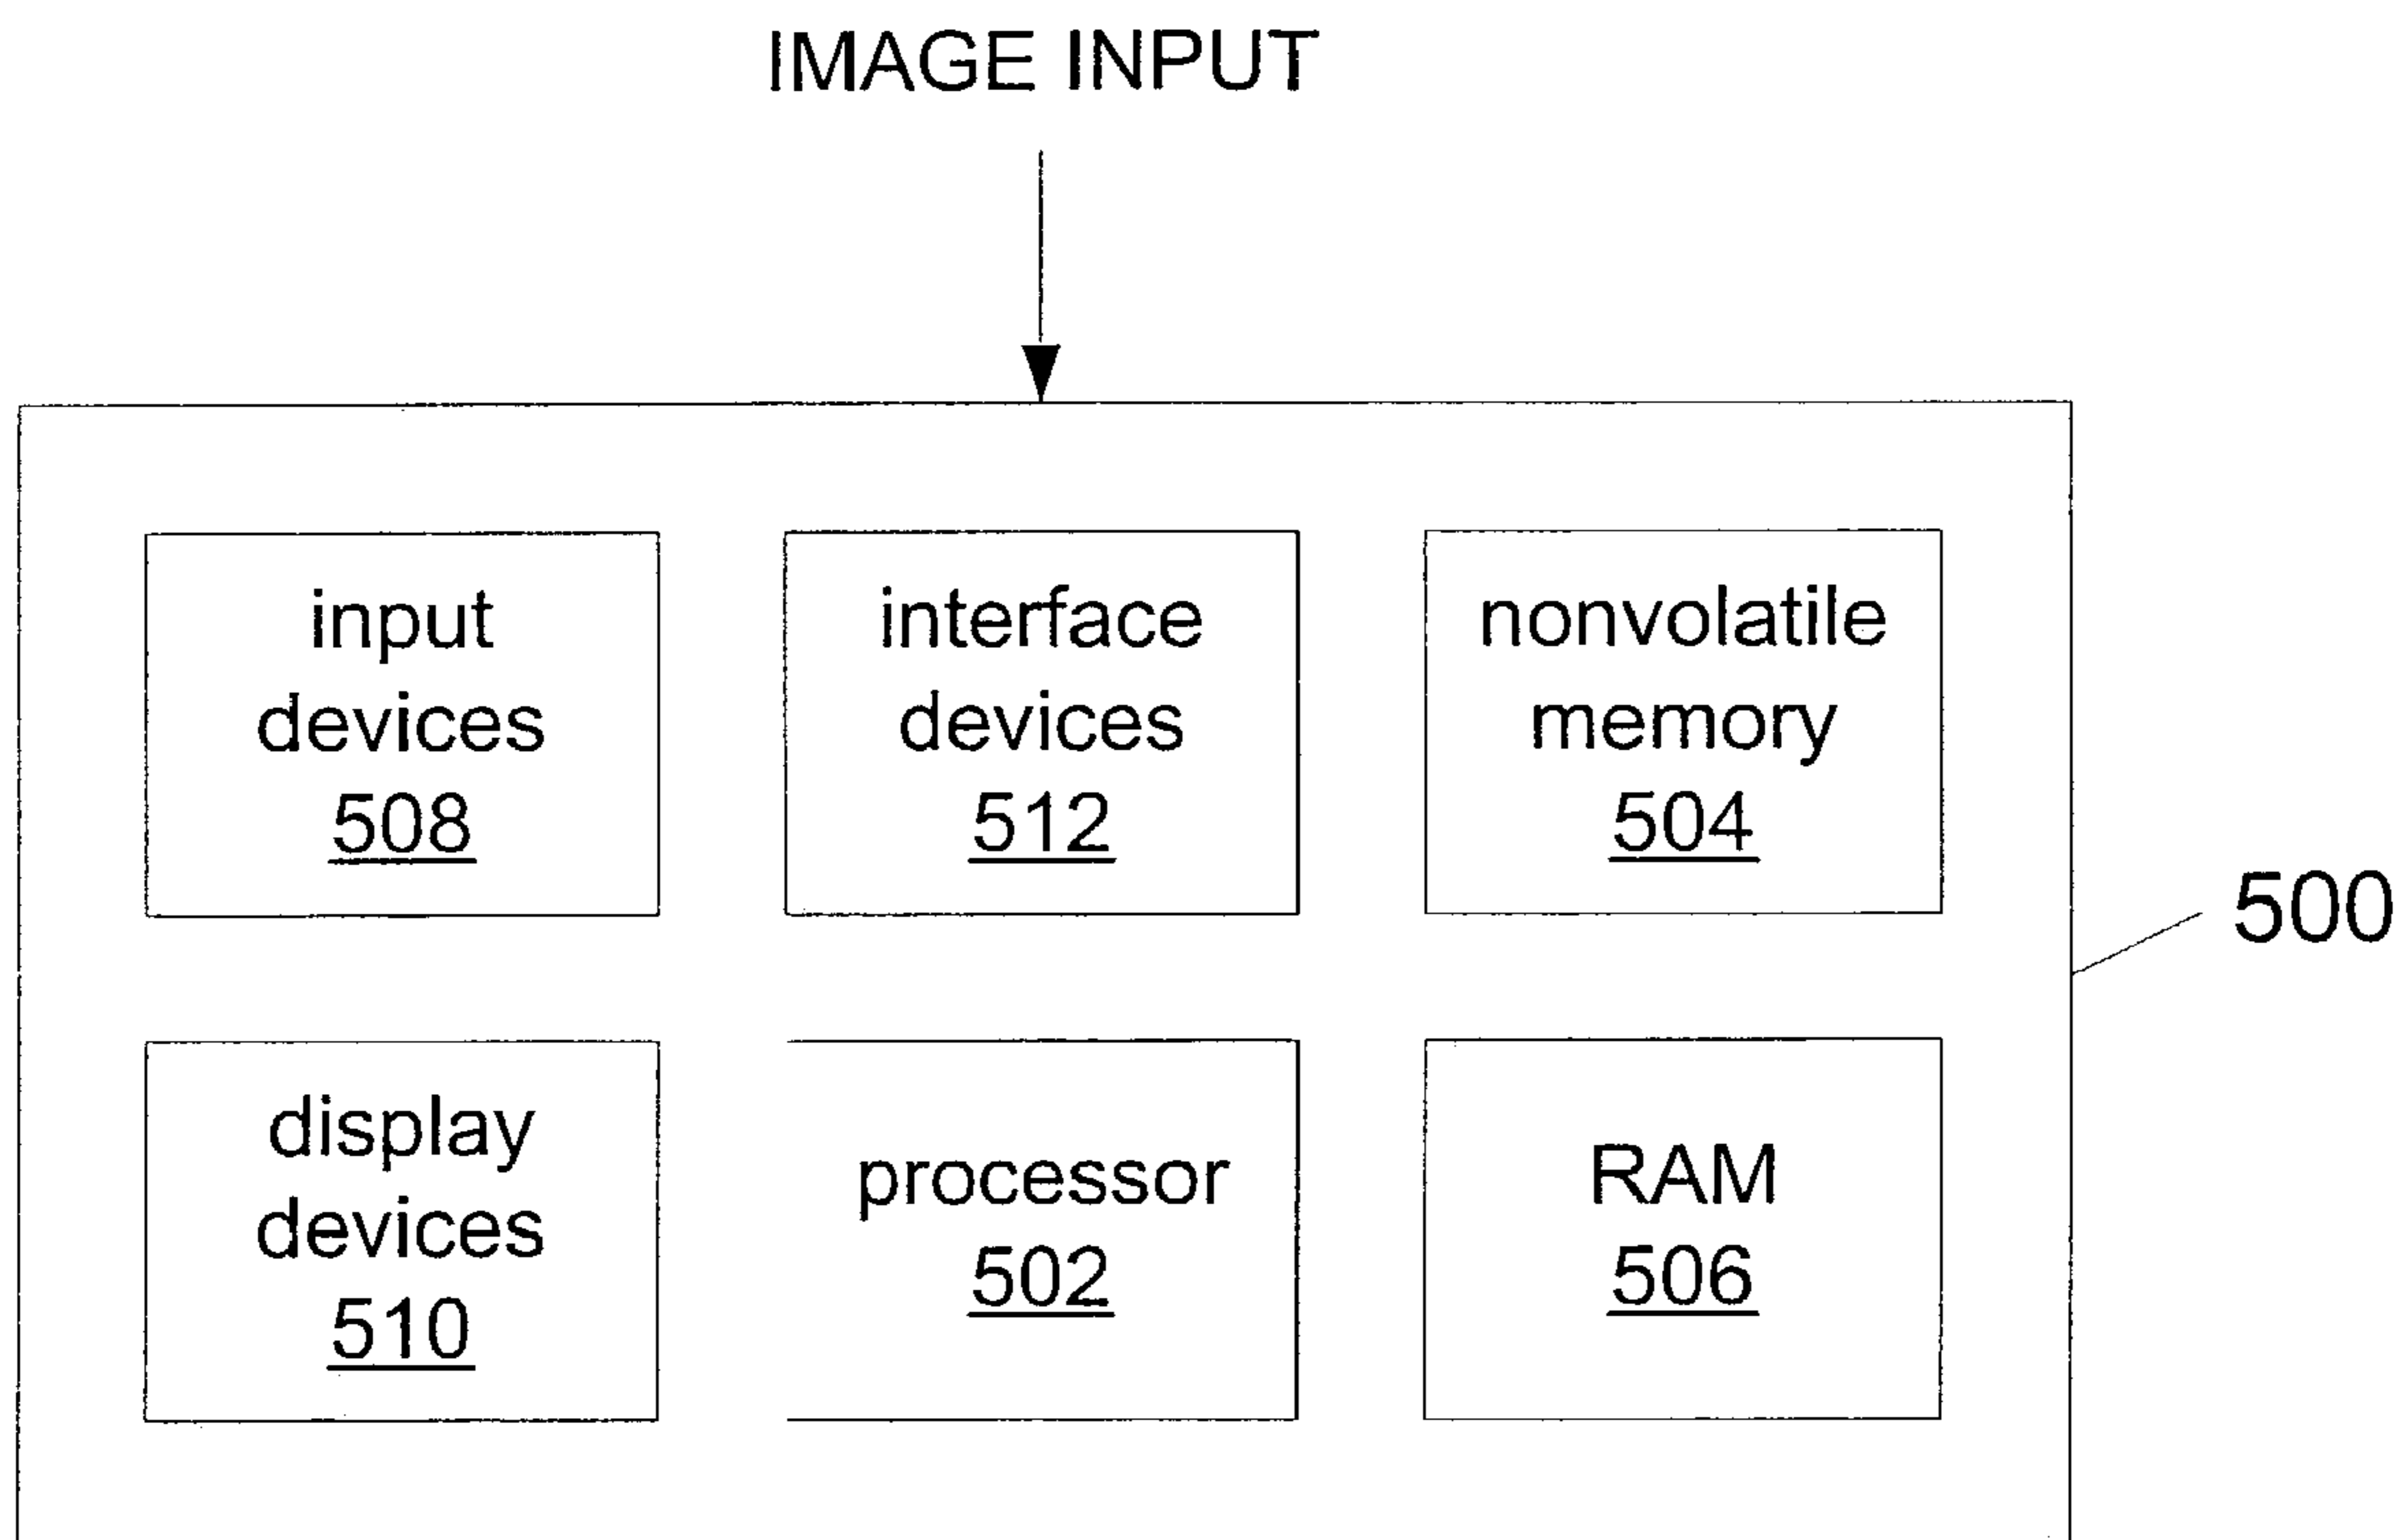 IMAGE INPUT
input
devices
508
interface
devices
512
nonvolatile
memory
504
500
display
devices
510
processor
502
RAM
506